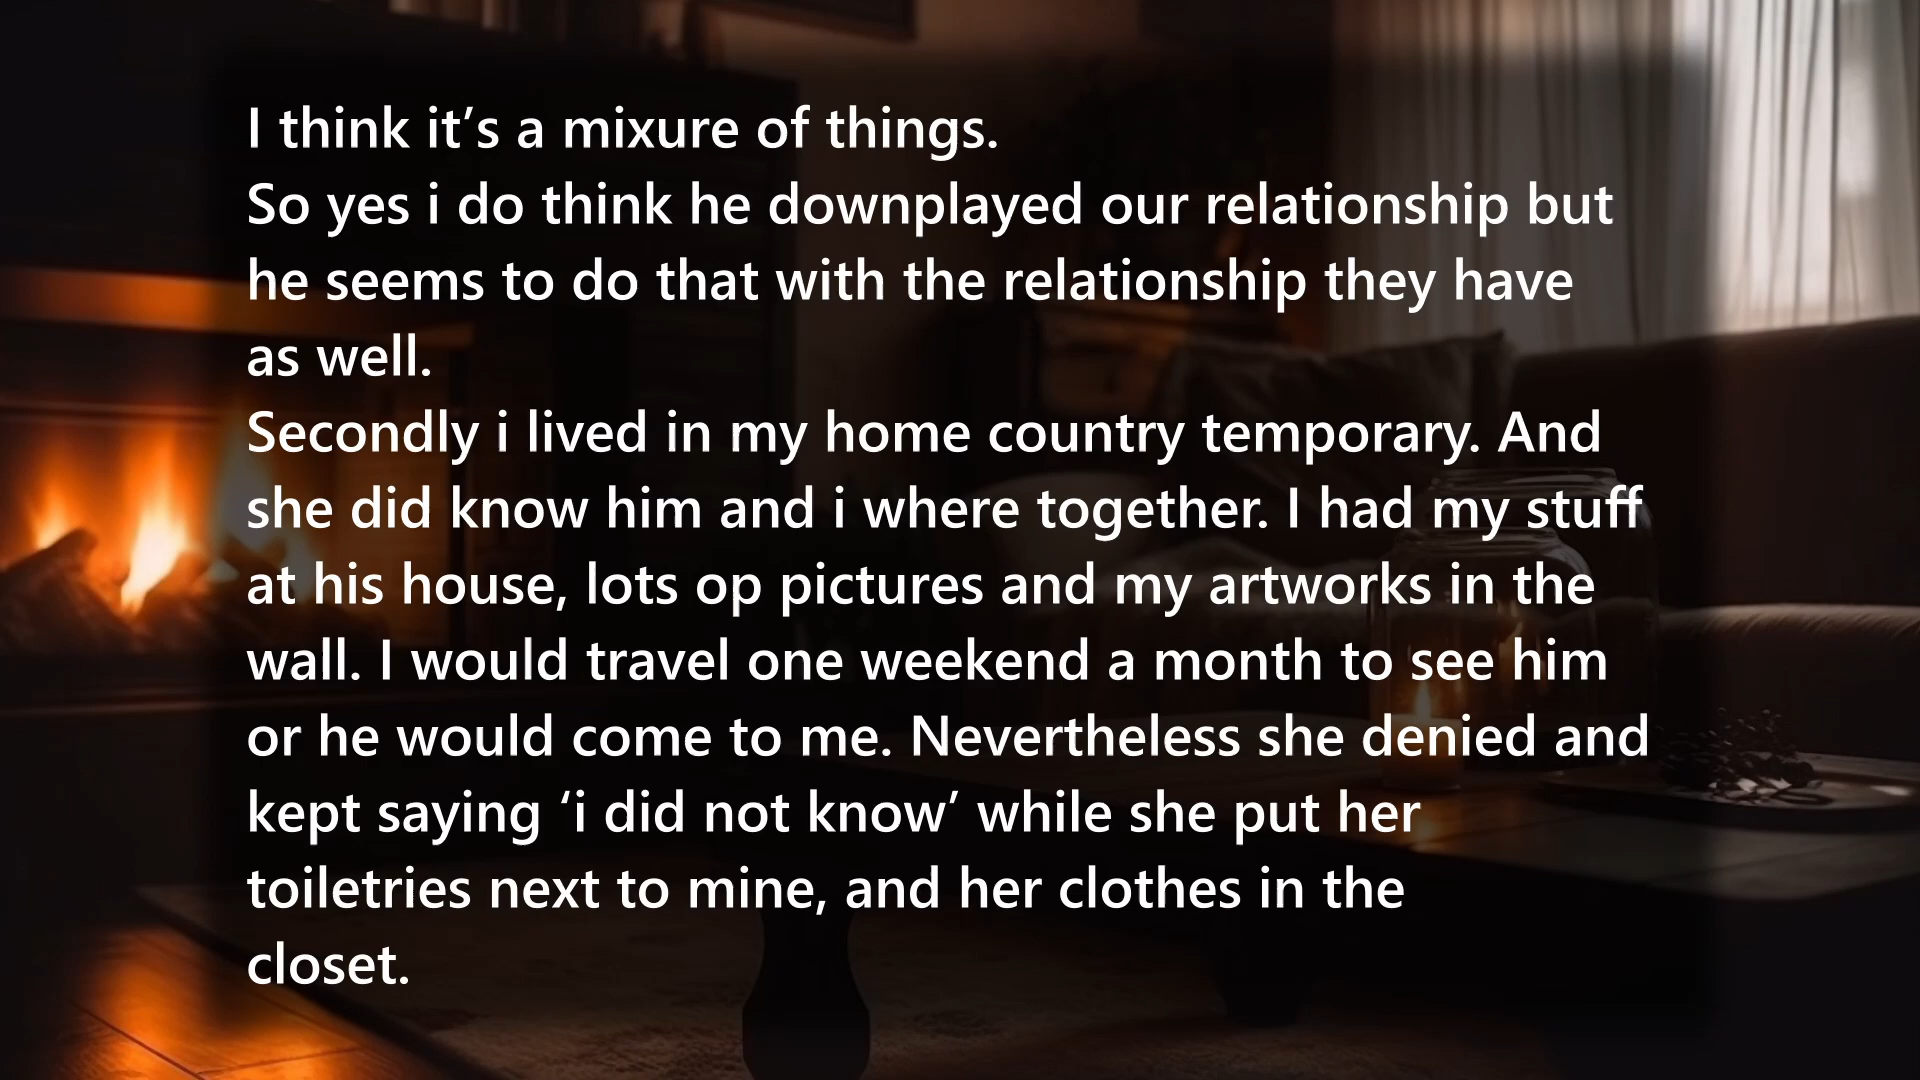 I think it’s a mixure of things.
So yes i do think he downplayed our relationship but
he seems to do that with the relationship they have
as well.
Secondly i lived in my home country temporary. And
she did know him and i where together. I had my stuff
at his house, lots op pictures and my artworks in the
wall. I would travel one weekend a month to see him
or he would come to me. Nevertheless she denied and
kept saying ‘i did not know’ while she put her
toiletries next to mine, and her clothes in the
closet.